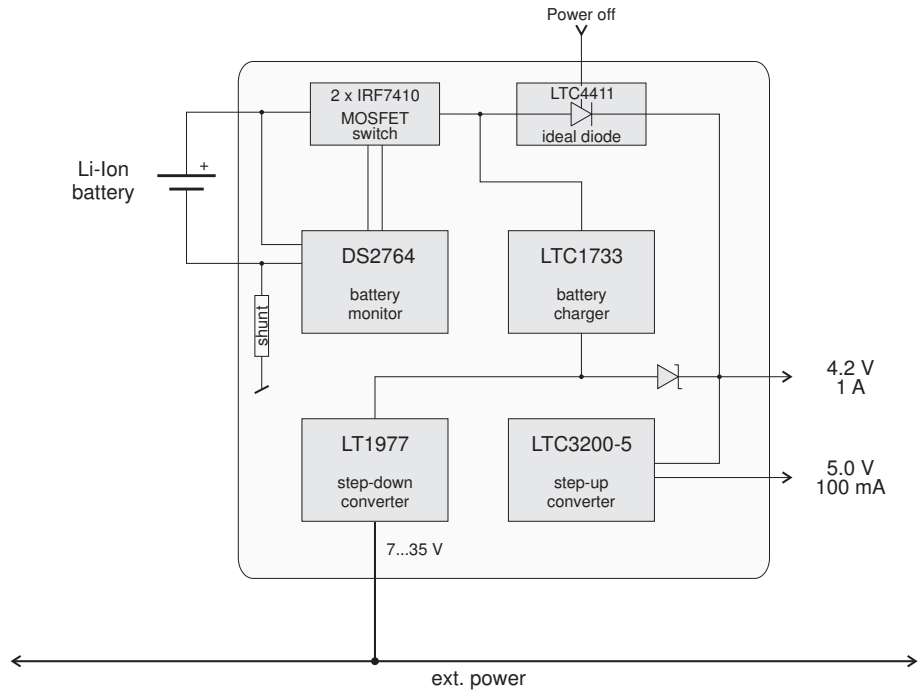 Power off
2 x IRF7410
MOSFET
switch
LTC4411
ideal diode
Li-Ion
battery
+
DS2764
battery
monitor
LTC1733
battery
charger
shunt
4.2 V
1 A
LT1977
step-down
converter
LTC3200-5
step-up
converter
5.0 V
100 mA
7...35 V
ext. power